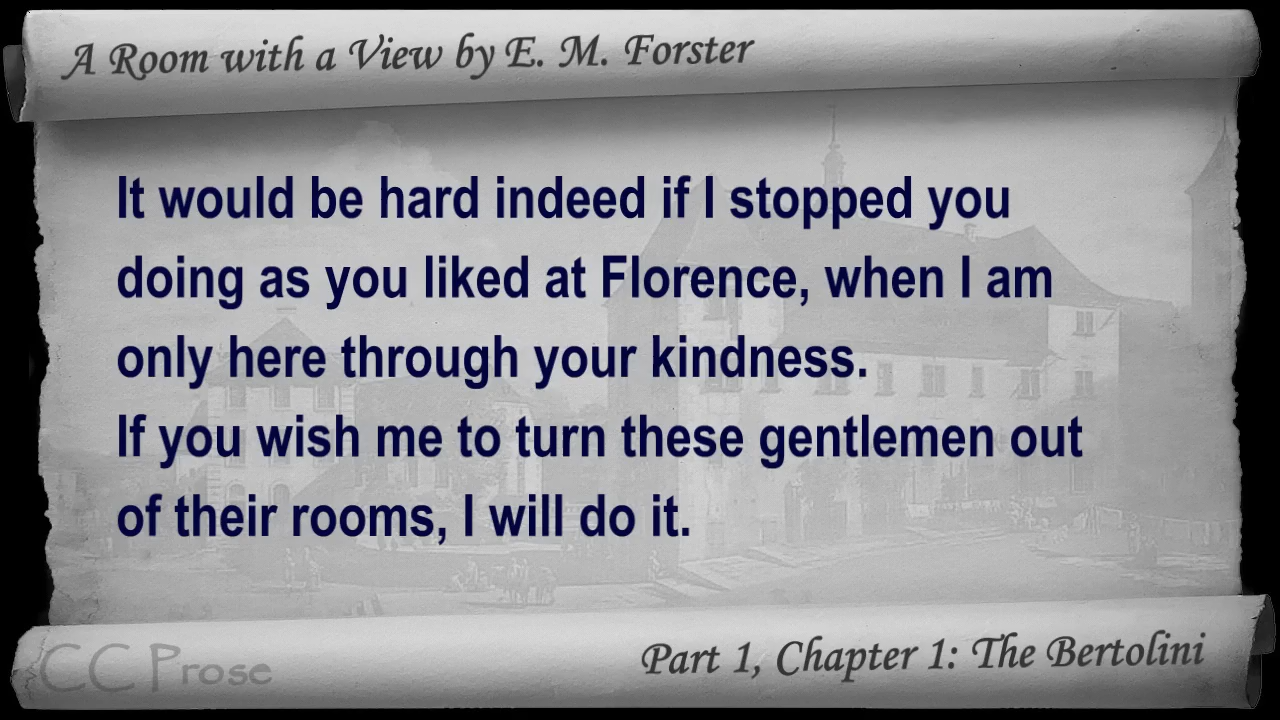 A Room with a View by E. M. Forster
It would be hard indeed if I stopped you
doing as you liked at Florence, when I am
only here through your kindness.
If you wish me to turn these gentlemen out
of their rooms, I will do it.
CC Prose
Part 1, Chapter 1: The Bertolini